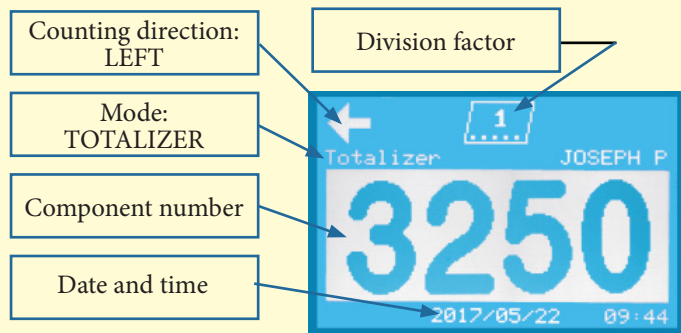 Counting direction:
LEFT
Division factor
Mode:
TOTALIZER
Component number
Date and time
1
Totalizer JOSEPH P
3250
2017/05/22 09:44